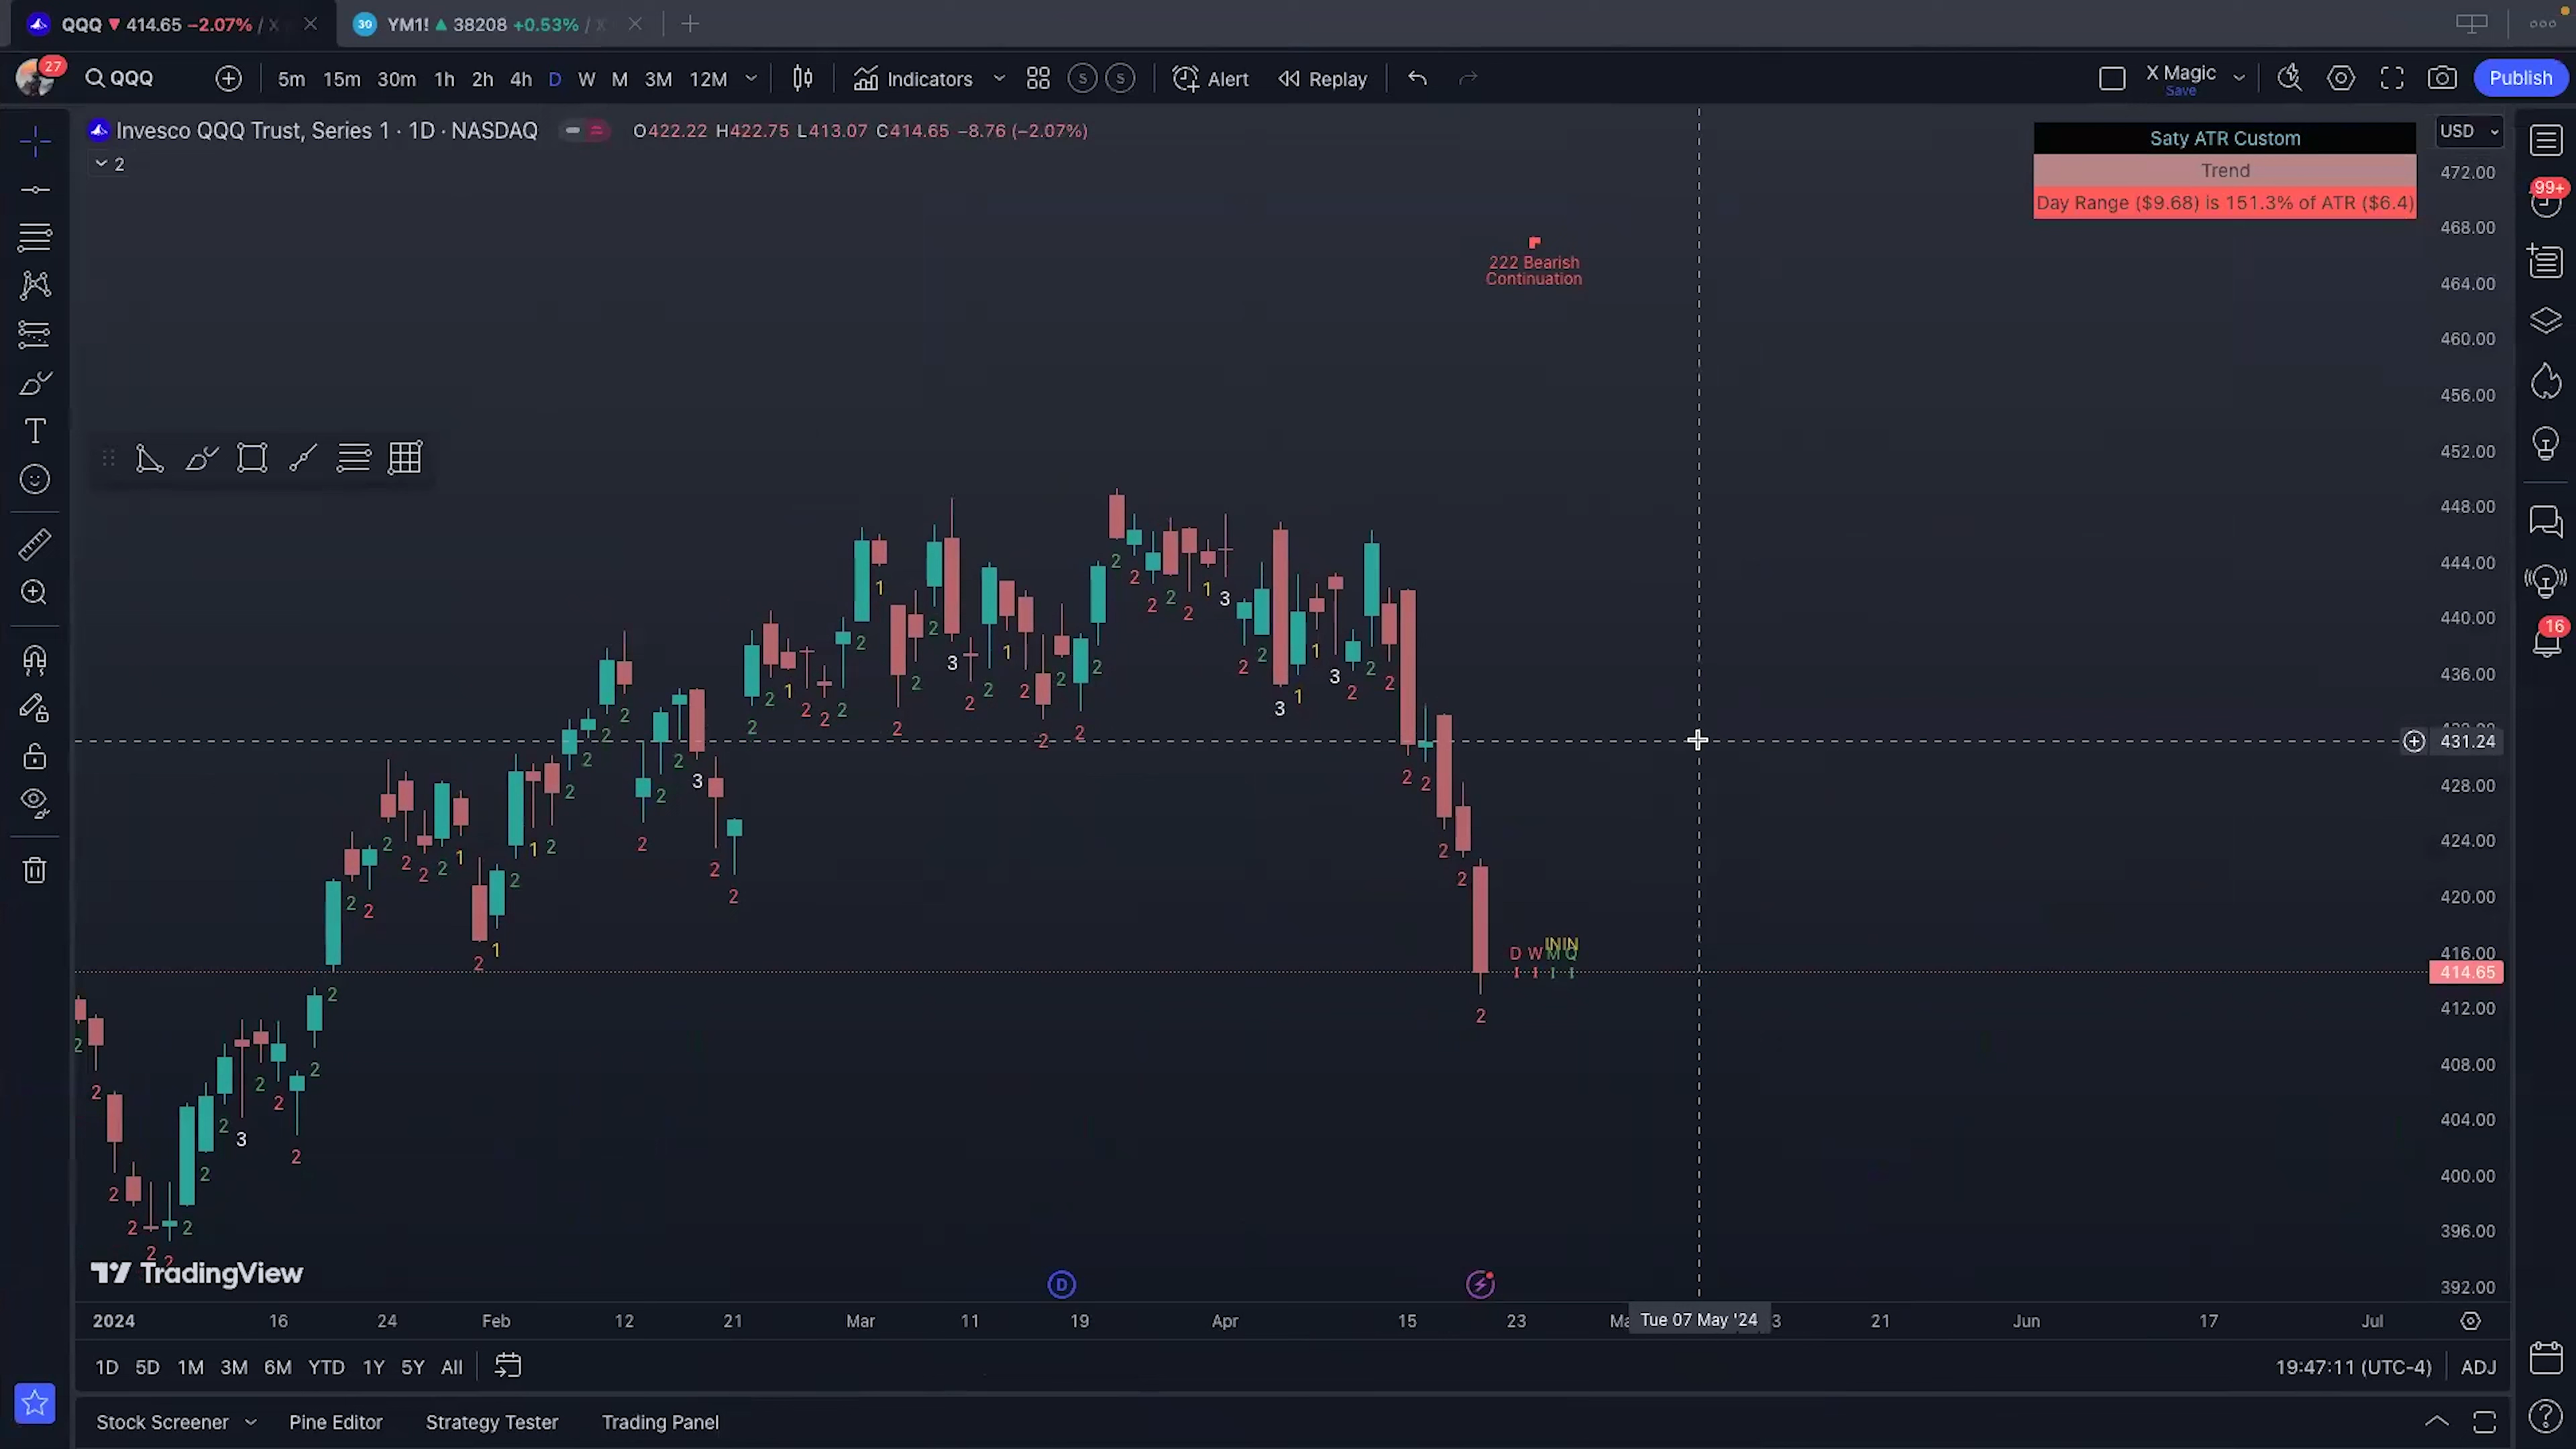 QQQ 414.65 −2.07% / X
YM1! 38208 +0.53% / X
27
QQQ
5m 15m 30m 1h 2h 4h D W M 3M 12M
Indicators
S S
Alert
Replay
X Magic
Save
Publish
Invesco QQQ Trust, Series 1 · 1D · NASDAQ
O422.22 H422.75 L413.07 C414.65 −8.76 (−2.07%)
2
Saty ATR Custom
Trend
Day Range ($9.68) is 151.3% of ATR ($6.4)
USD
99+
16
222 Bearish
Continuation
472.00
468.00
464.00
460.00
456.00
452.00
448.00
444.00
440.00
436.00
431.24
428.00
424.00
420.00
416.00
414.65
412.00
408.00
404.00
400.00
396.00
392.00
ININ
D W M Q
TradingView
D
2024 16 24 Feb 12 21 Mar 11 19 Apr 15 23 Tue 07 May '24 3 21 Jun 17 Jul
1D 5D 1M 3M 6M YTD 1Y 5Y All
19:47:11 (UTC-4) ADJ
Stock Screener Pine Editor Strategy Tester Trading Panel